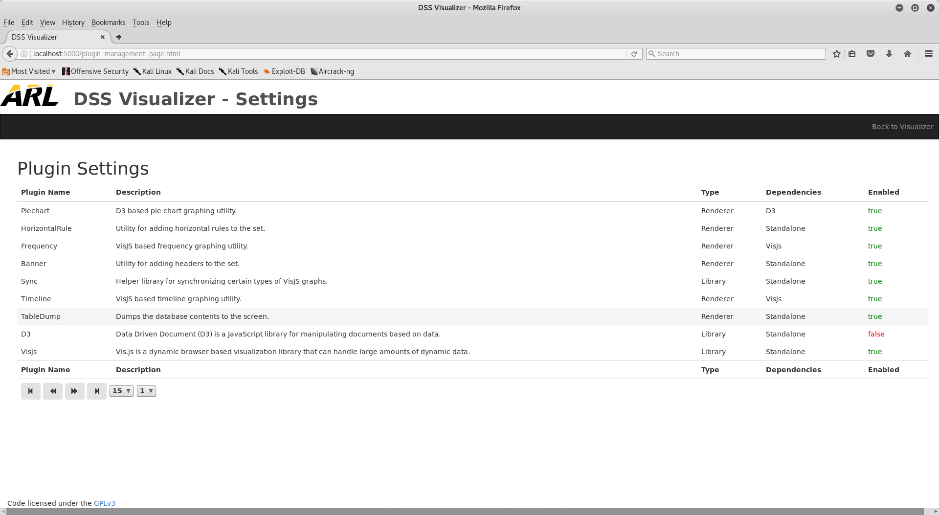 DSS Visualizer - Mozilla Firefox
File Edit View History Bookmarks Tools Help
DSS Visualizer
localhost:5000/plugin-management-page.html
Search
Most Visited Offensive Security Kali Linux Kali Docs Kali Tools Exploit-DB Aircrack-ng
ARL DSS Visualizer - Settings
Back to Visualizer
Plugin Settings
Plugin Name Description Type Dependencies Enabled
Piechart D3 based pie chart graphing utility. Renderer D3 true
HorizontalRule Utility for adding horizontal rules to the set. Renderer Standalone true
Frequency VisJS based frequency graphing utility. Renderer Visjs true
Banner Utility for adding headers to the set. Renderer Standalone true
Sync Helper library for synchronizing certain types of VisJS graphs. Library Standalone true
Timeline VisJS based timeline graphing utility. Renderer Visjs true
TableDump Dumps the database contents to the screen. Renderer Standalone true
D3 Data Driven Document (D3) is a JavaScript library for manipulating documents based on data. Library Standalone false
Visjs Vis.js is a dynamic browser based visualization library that can handle large amounts of dynamic data. Library Standalone true
Plugin Name Description Type Dependencies Enabled
15 1
Code licensed under the GPLv3